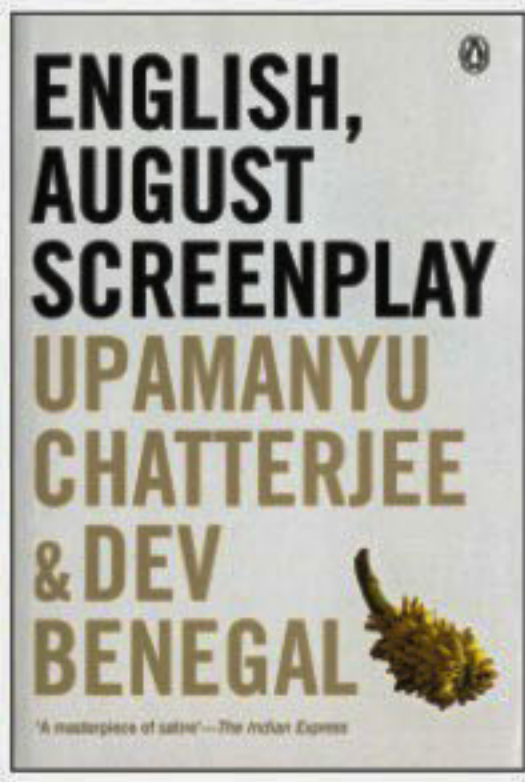 ENGLISH,
AUGUST
SCREENPLAY
UPAMANYU
CHATTERJEE
& DEV
BENEGAL
"A masterpiece of satire"—The Indian Express